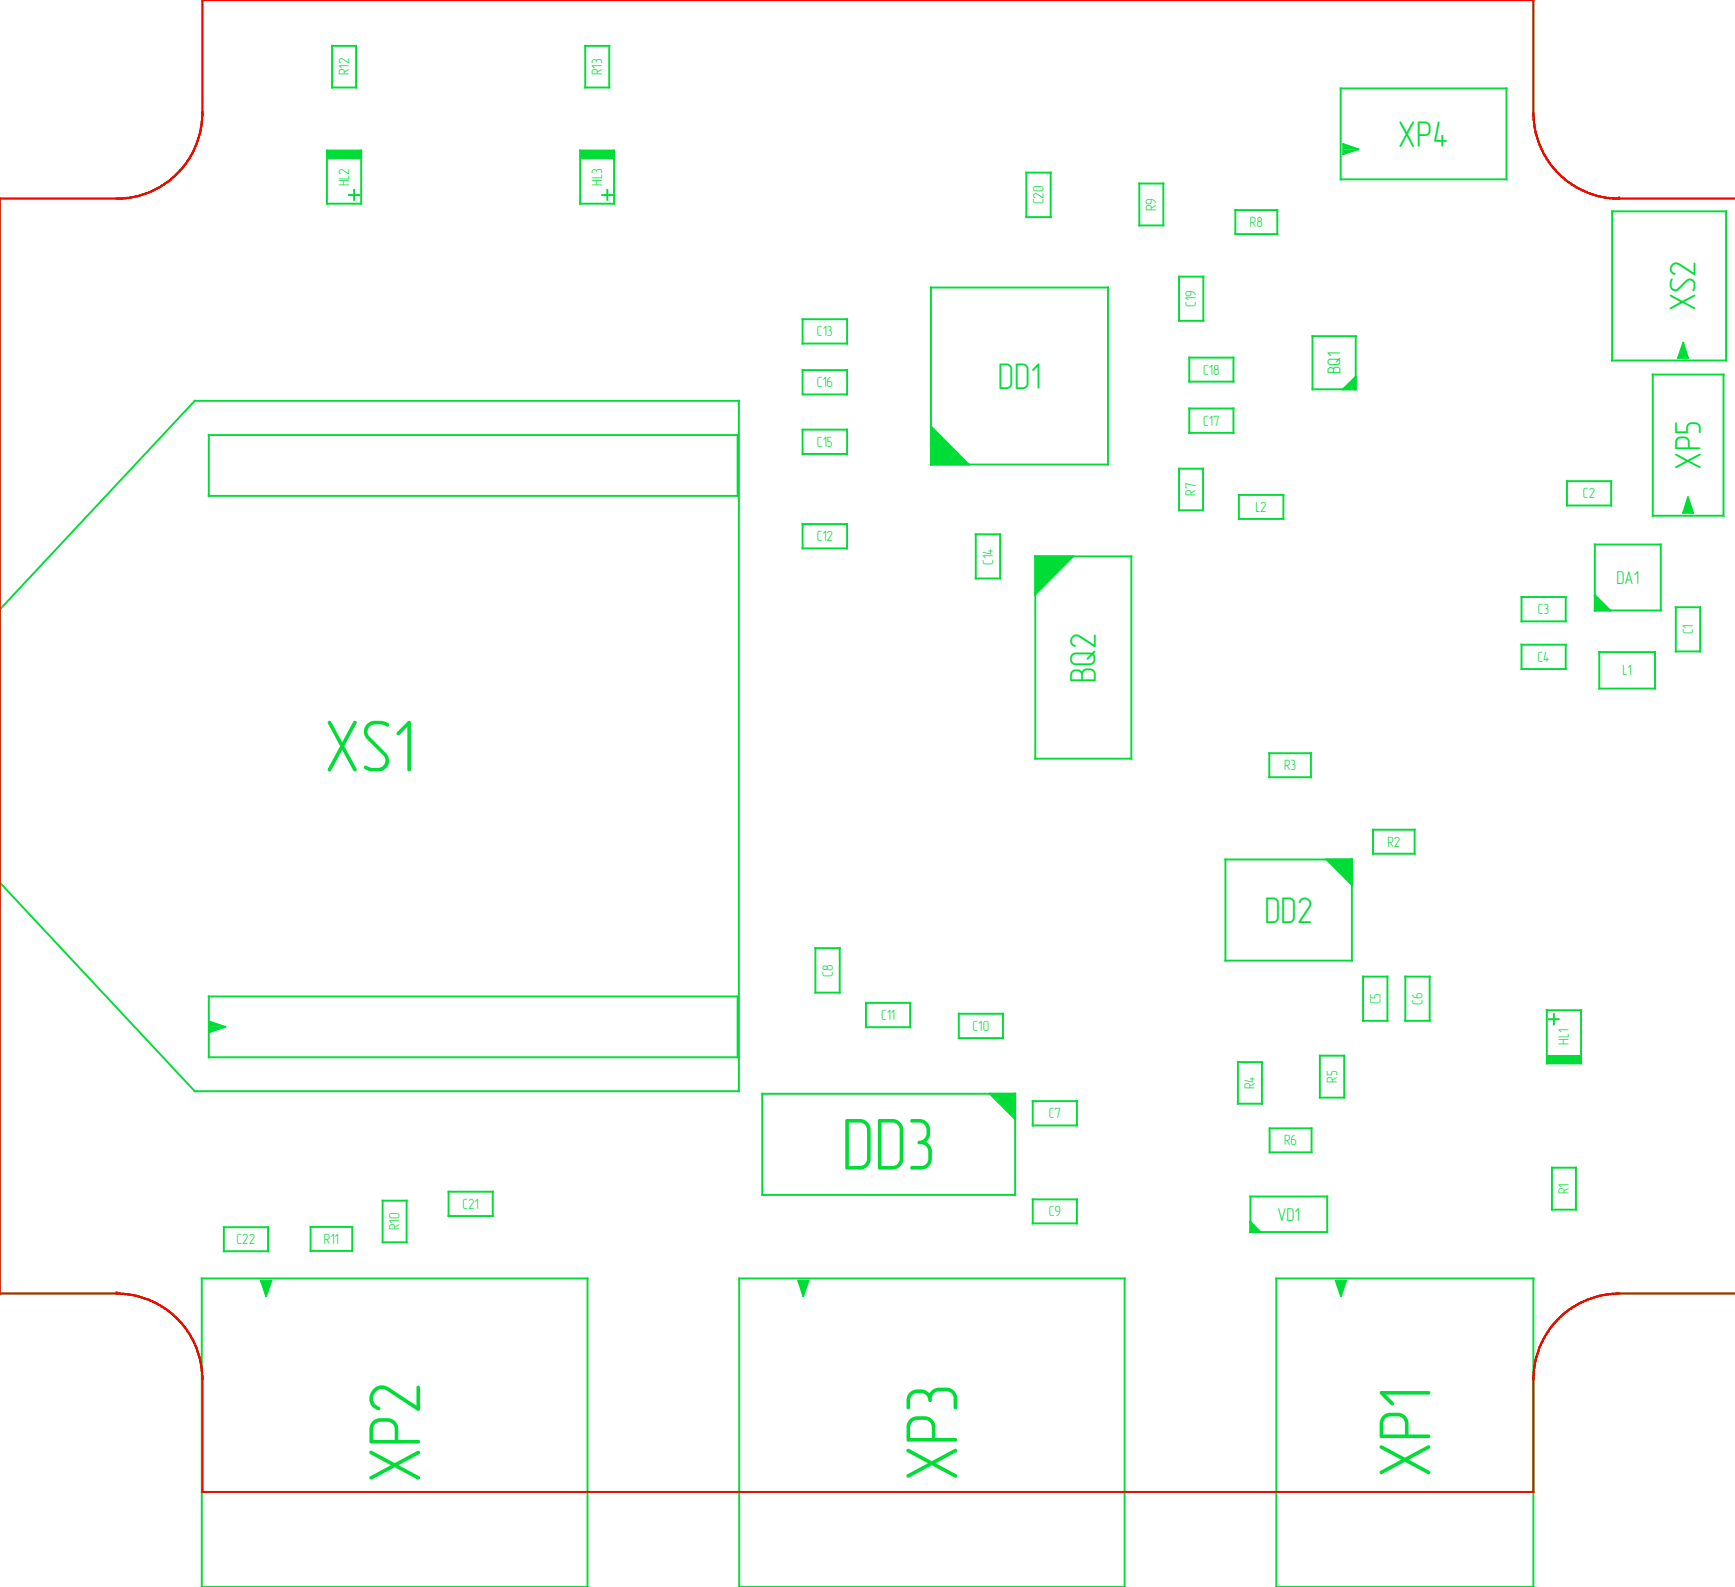 R12
R13
XP4
HL2
+
HL3
+
C20
R9
R8
XS2
C19
C13
DD1
C18
BQ1
C16
C17
XP5
C15
R7
L2
C2
C12
C14
DA1
C3
C1
BQ2
C4
L1
XS1
R3
R2
DD2
C8
C5
C6
C11
C10
+
HL1
R4
R5
C7
DD3
R6
R1
C21
C9
VD1
R10
C22
R11
XP2
XP3
XP1